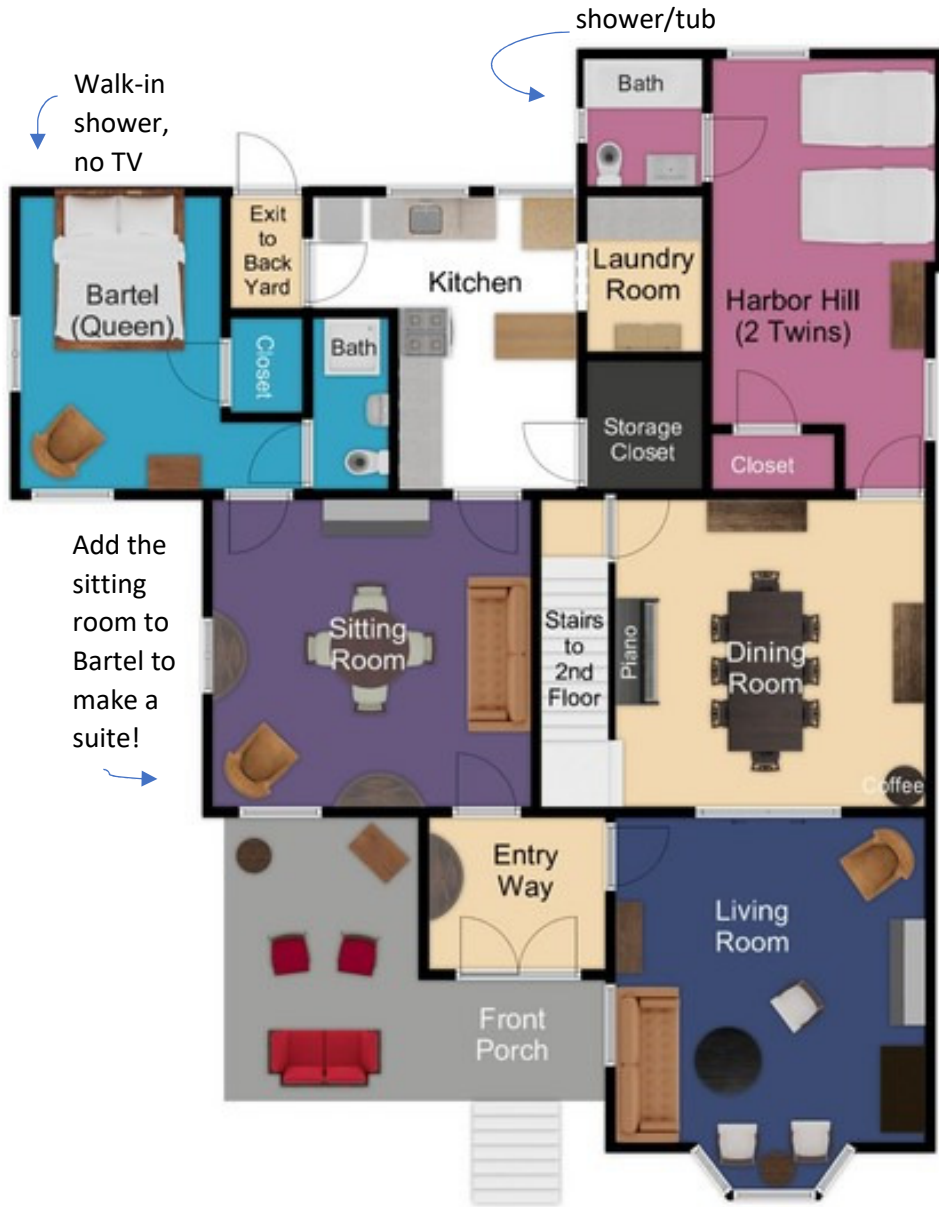 shower/tub
Walk-in
shower,
no TV
Bath
Exit
to
Back
Yard
Kitchen
Laundry
Room
Bartel
(Queen)
Harbor Hill
(2 Twins)
Closet
Bath
Storage
Closet
Closet
Add the
sitting
room to
Bartel to
make a
suite!
Sitting
Room
Stairs
to
2nd
Floor
Piano
Dining
Room
Coffee
Entry
Way
Living
Room
Front
Porch